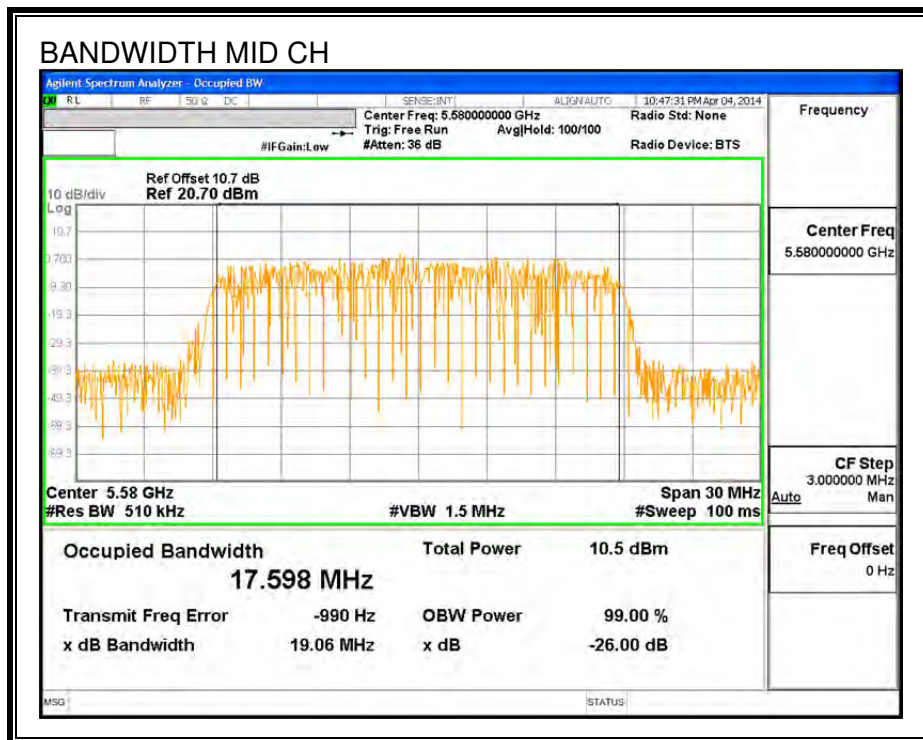 BANDWIDTH MID CH
Agilent Spectrum Analyzer - Occupied BW
RL RF 50 Ω DC SENSE:INT ALIGN AUTO 10:47:31 PM Apr 04, 2014
Center Freq: 5.580000000 GHz Radio Std: None
Trig: Free Run Avg|Hold: 100/100
#IFGain:Low #Atten: 36 dB Radio Device: BTS
Frequency
Ref Offset 10.7 dB
10 dB/div Ref 20.70 dBm
Log
10.7
0.700
-9.30
-19.3
-29.3
-39.3
-49.3
-59.3
-69.3
Center Freq
5.580000000 GHz
CF Step
3.000000 MHz
Auto Man
Center 5.58 GHz Span 30 MHz
#Res BW 510 kHz #VBW 1.5 MHz #Sweep 100 ms
Freq Offset
0 Hz
Occupied Bandwidth Total Power 10.5 dBm
17.598 MHz
Transmit Freq Error -990 Hz OBW Power 99.00 %
x dB Bandwidth 19.06 MHz x dB -26.00 dB
MSG STATUS